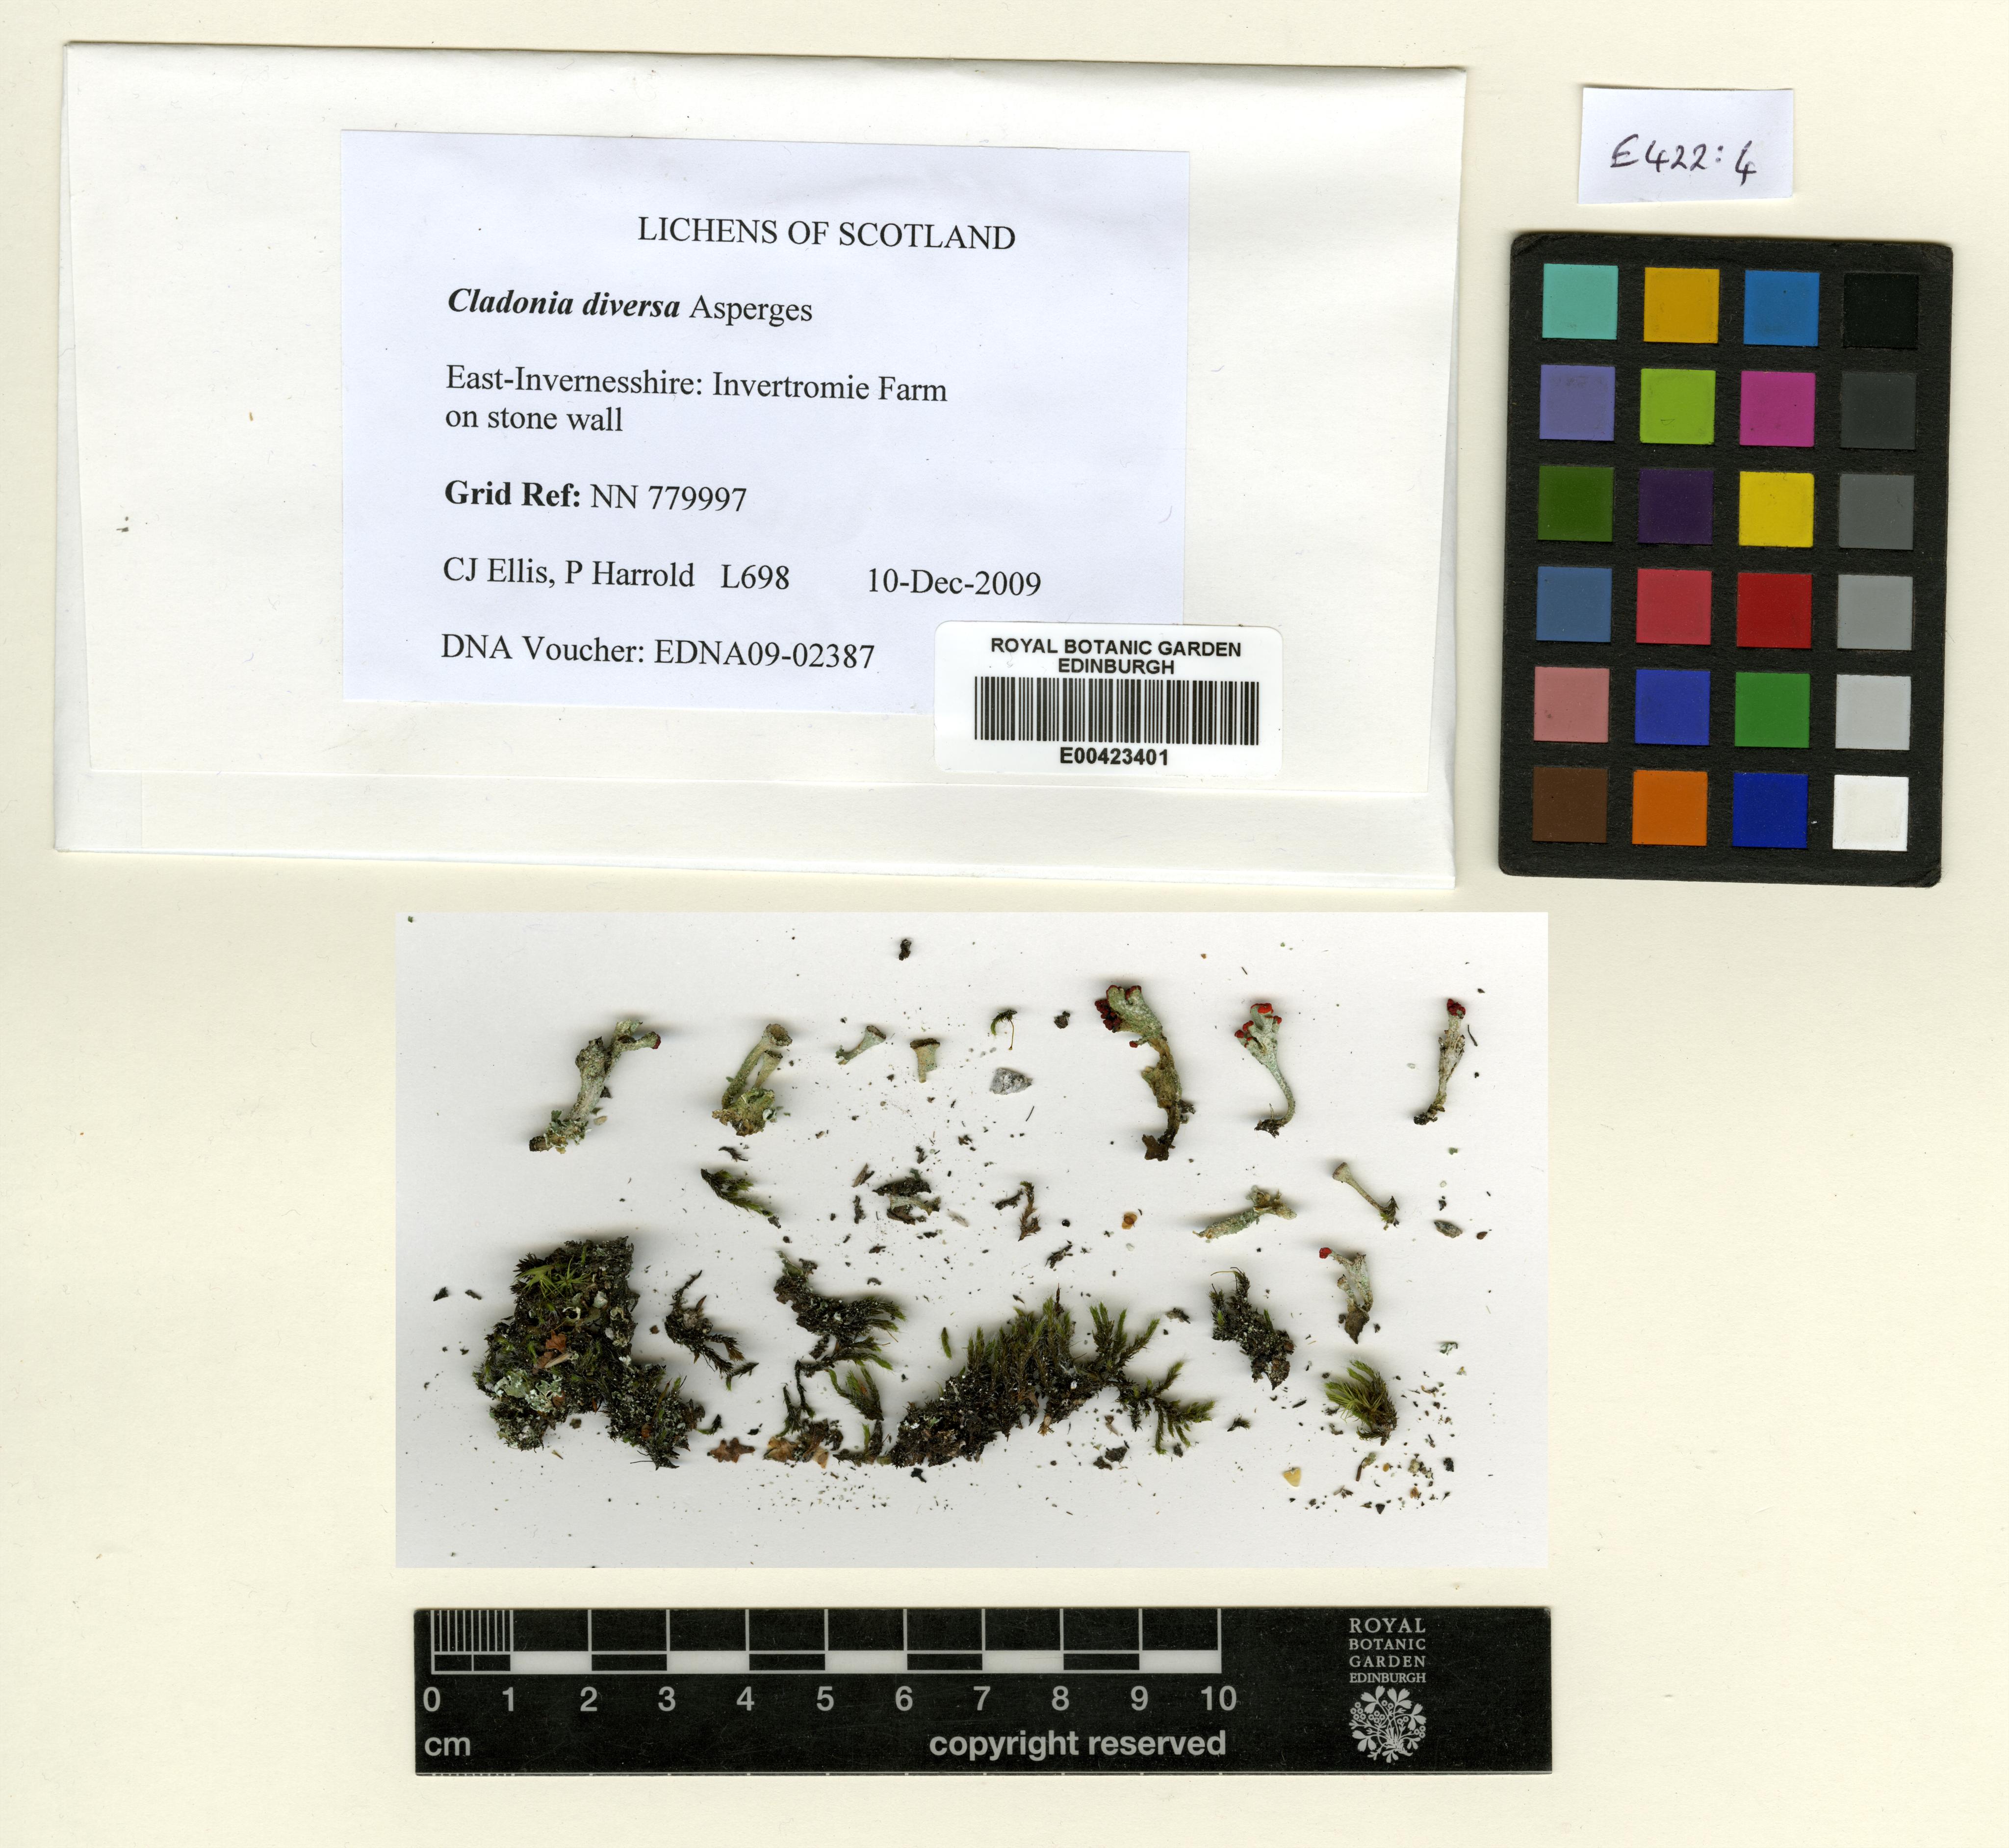 LICHENS OF SCOTLAND
Cladonia diversa Asperges
East-Invernesshire: Invertromie Farm
on stone wall
Grid Ref: NN 779997
CJ Ellis, P Harrold L698 10-Dec-2009
DNA Voucher: EDNA09-02387
ROYAL BOTANIC GARDEN
EDINBURGH
E00423401
E422:4
0 1 2 3 4 5 6 7 8 9 10
cm
copyright reserved
ROYAL
BOTANIC
GARDEN
EDINBURGH